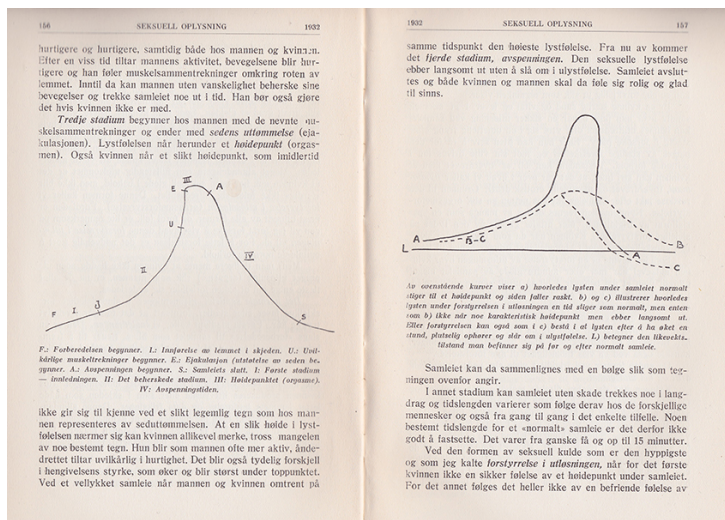 156 SEKSUELL OPLYSNING 1932
hurtigere og hurtigere, samtidig både hos mannen og kvinnen.
Efter en viss tid tiltar mannens aktivitet, bevegelsene blir hur-
tigere og han føler muskelsammentrekninger omkring roten av
lemmet. Inntil da kan mannen uten vanskelighet beherske sine
bevegelser og trekke samleiet noe ut i tid. Han bør også gjøre
det hvis kvinnen ikke er med.
Tredje stadium begynner hos mannen med de nevnte mu-
skelsammentrekninger og ender med sedens uttømmelse (eja-
kulasjonen). Lystfølelsen når herunder et høidepunkt (orgas-
men). Også kvinnen når et slikt høidepunkt, som imidlertid
III
E
A
U
II
IV
F
I.
J
S
F.: Forberedelsen begynner. I.: Innførelse av lemmet i skjeden. U.: Uvil-
kårlige muskeltrekninger begynner. E.: Ejakulasjon (utstøtelse av seden be-
gynner. A.: Avspenningen begynner. S.: Samleiets slutt. I: Første stadium
— innledningen. II: Det beherskede stadium. III: Høidepunktet (orgasme).
IV: Avspenningstiden.
ikke gir sig til kjenne ved et slikt legemlig tegn som hos man-
nen representeres av seduttømmelsen. At en slik høide i lyst-
følelsen nærmer sig kan kvinnen allikevel merke, tross mangelen
av noe bestemt tegn. Hun blir som mannen ofte mer aktiv, ånde-
drettet tiltar uvilkårlig i hurtighet. Det blir også tydelig forskjell
i hengivelsens styrke, som øker og blir størst under toppunktet.
Ved et vellykket samleie når mannen og kvinnen omtrent på
1932 SEKSUELL OPLYSNING 157
samme tidspunkt den høieste lystfølelse. Fra nu av kommer
det fjerde stadium, avspenningen. Den seksuelle lystfølelse
ebber langsomt ut uten å slå om i ulystfølelse. Samleiet avslut-
tes og både kvinnen og mannen skal da føle sig rolig og glad
til sinns.
A
B-C
L
B
A
C
Av ovenstående kurver viser a) hvorledes lysten under samleiet normalt
stiger til et høidepunkt og siden faller raskt. b) og c) illustrerer hvorledes
lysten under forstyrrelsen i utløsningen en tid stiger som normalt, men enten
som b) ikke når noe karakteristisk høidepunkt men ebber langsomt ut.
Eller forstyrrelsen kan også som i c) bestå i at lysten efter å ha øket en
stund, plutselig ophører og slår om i ulystfølelse. L) betegner den likevekts-
tilstand man befinner sig på før og efter normalt samleie.
Samleiet kan da sammenlignes med en bølge slik som teg-
ningen ovenfor angir.
I annet stadium kan samleiet uten skade trekkes noe i lang-
drag og tidslengden varierer som følge derav hos de forskjellige
mennesker og også fra gang til gang i det enkelte tilfelle. Noen
bestemt tidslengde for et «normalt» samleie er det derfor ikke
godt å fastsette. Det varer fra ganske få og op til 15 minutter.
Ved den formen av seksuell kulde som er den hyppigste
og som jeg kalte forstyrrelse i utløsningen, når for det første
kvinnen ikke en sikker følelse av et høidepunkt under samleiet.
For det annet følges det heller ikke av en befriende følelse av